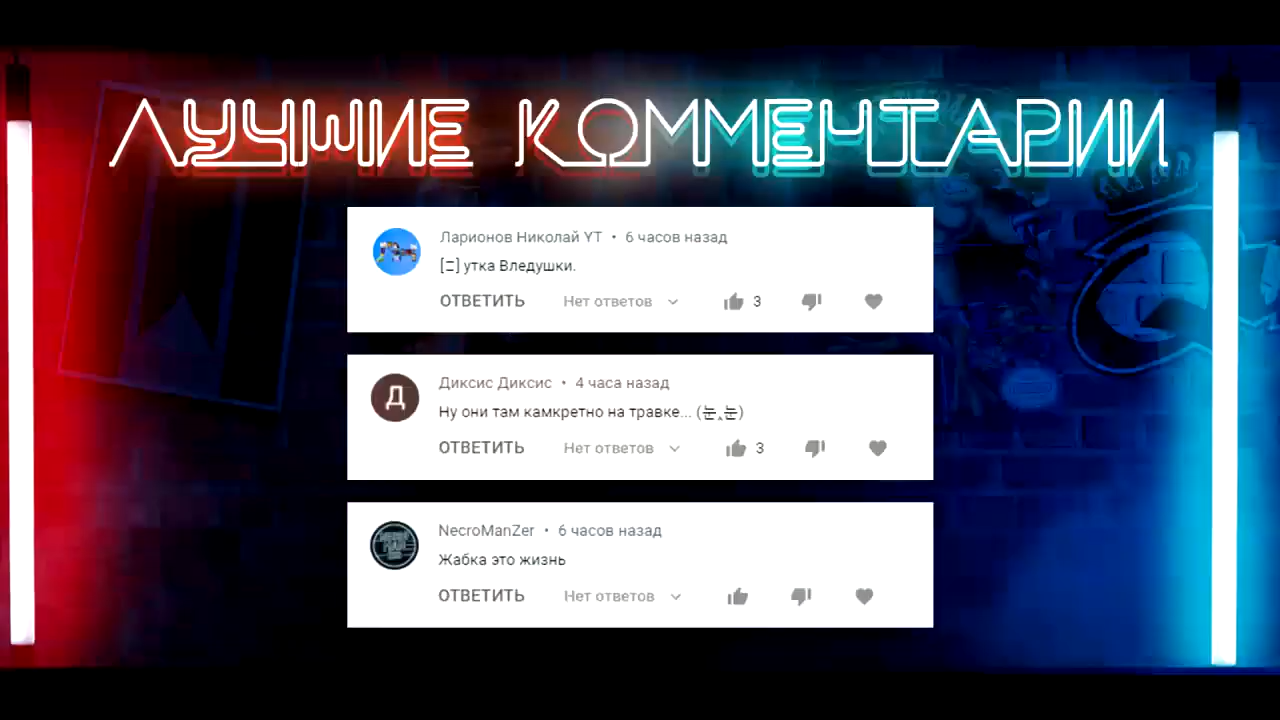 ЛУЧШИЕ КОММЕНТАРИИ
Ларионов Николай YT • 6 часов назад
[ニ] утка Вледушки.
ОТВЕТИТЬ Нет ответов 3
Диксис Диксис • 4 часа назад
Ну они там камкретно на травке... (눈_눈)
ОТВЕТИТЬ Нет ответов 3
Д
NecroManZer • 6 часов назад
Жабка это жизнь
ОТВЕТИТЬ Нет ответов